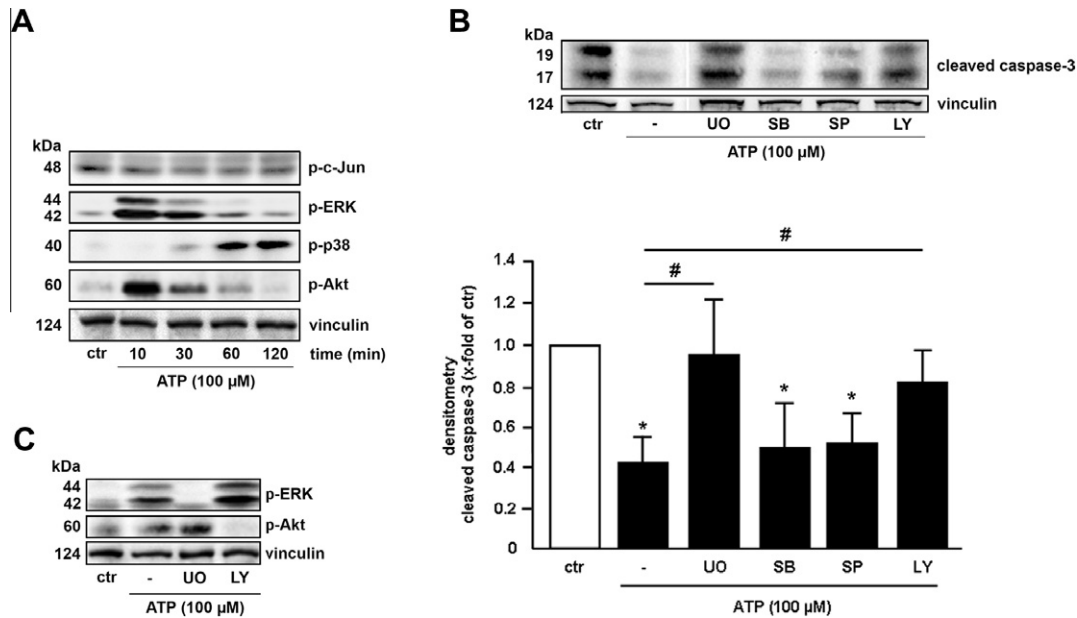 A
kDa
48 p-c-Jun
44
42 p-ERK
40 p-p38
60 p-Akt
124 vinculin
ctr 10 30 60 120 time (min)
ATP (100 µM)
B
kDa
19
17 cleaved caspase-3
124 vinculin
ctr - UO SB SP LY
ATP (100 µM)
densitometry
cleaved caspase-3 (x-fold of ctr)
1.4
1.2
1.0
0.8
0.6
0.4
0.2
0
#
#
*
*
*
ctr - UO SB SP LY
ATP (100 µM)
C
kDa
44
42 p-ERK
60 p-Akt
124 vinculin
ctr - UO LY
ATP (100 µM)